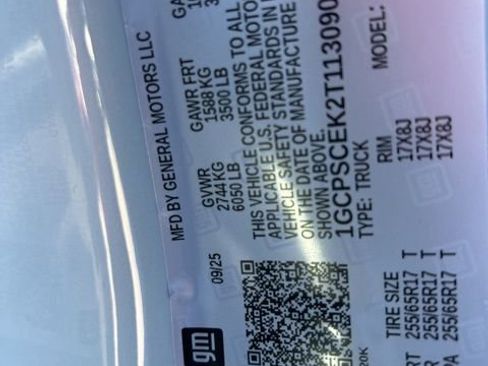 gm
MFD BY GENERAL MOTORS LLC
09/25
GVWR
2744 KG
6050 LB
GAWR FRT
1588 KG
3500 LB
THIS VEHICLE CONFORMS TO ALL
APPLICABLE U.S. FEDERAL MOTO
VEHICLE SAFETY STANDARDS IN
ON THE DATE OF MANUFACTURE
SHOWN ABOVE.
1GCPSCEK2T113090
TYPE: TRUCK
MODEL:
TIRE SIZE
RIM
255/65R17 T
17X8J
255/65R17 T
17X8J
255/65R17 T
17X8J